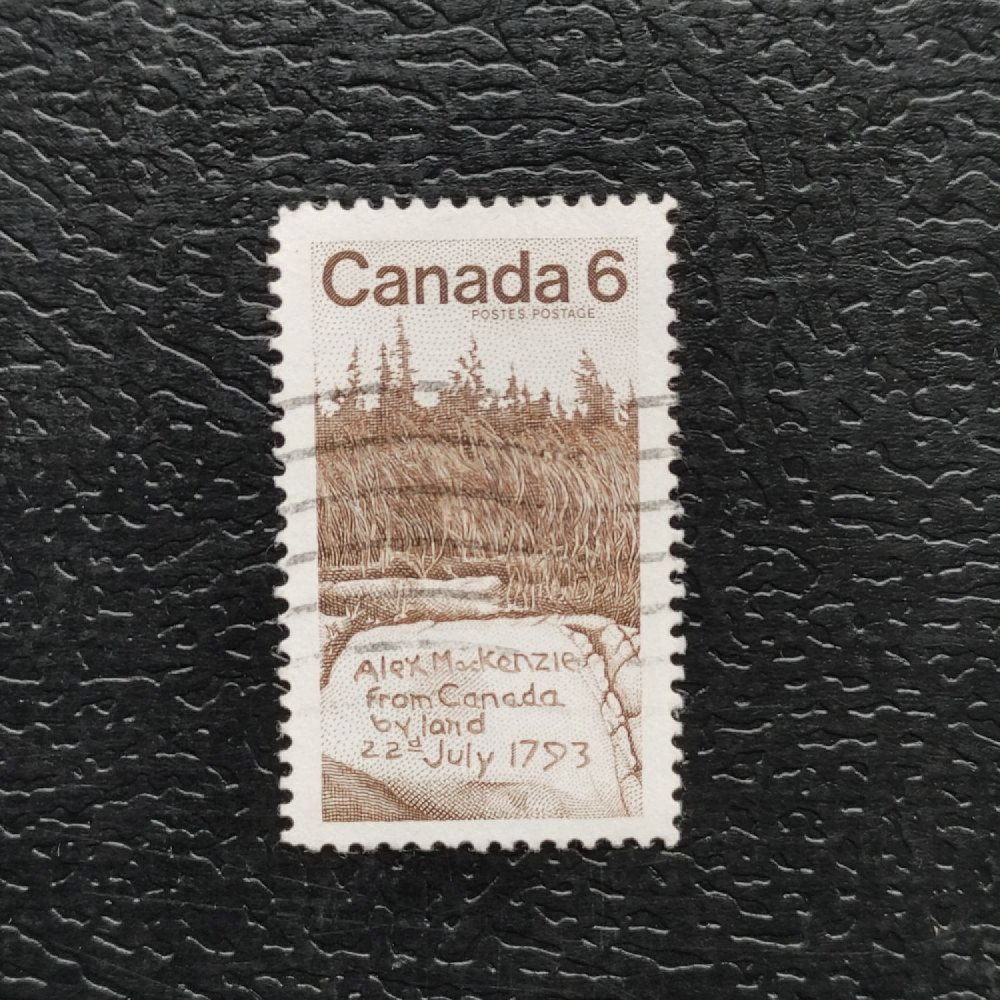 Canada 6
POSTES POSTAGE
Alex MacKenzie
from Canada
by land
22d July 1793